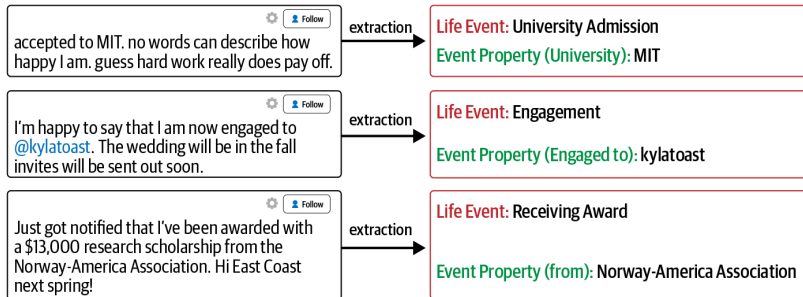 Follow
accepted to MIT. no words can describe how
happy I am. guess hard work really does pay off.
extraction
Life Event: University Admission
Event Property (University): MIT
Follow
I'm happy to say that I am now engaged to
@kylatoast. The wedding will be in the fall
invites will be sent out soon.
extraction
Life Event: Engagement
Event Property (Engaged to): kylatoast
Follow
Just got notified that I've been awarded with
a $13,000 research scholarship from the
Norway-America Association. Hi East Coast
next spring!
extraction
Life Event: Receiving Award
Event Property (from): Norway-America Association